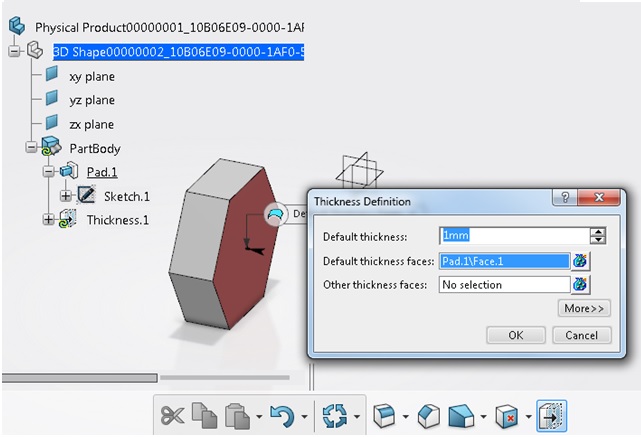 Physical Product00000001_10B06E09-0000-1AF
3D Shape00000002_10B06E09-0000-1AF0-5
xy plane
yz plane
zx plane
PartBody
Pad.1
Sketch.1
Thickness.1
De
Thickness Definition
Default thickness: 1mm
Default thickness faces: Pad.1\Face.1
Other thickness faces: No selection
More>>
OK Cancel